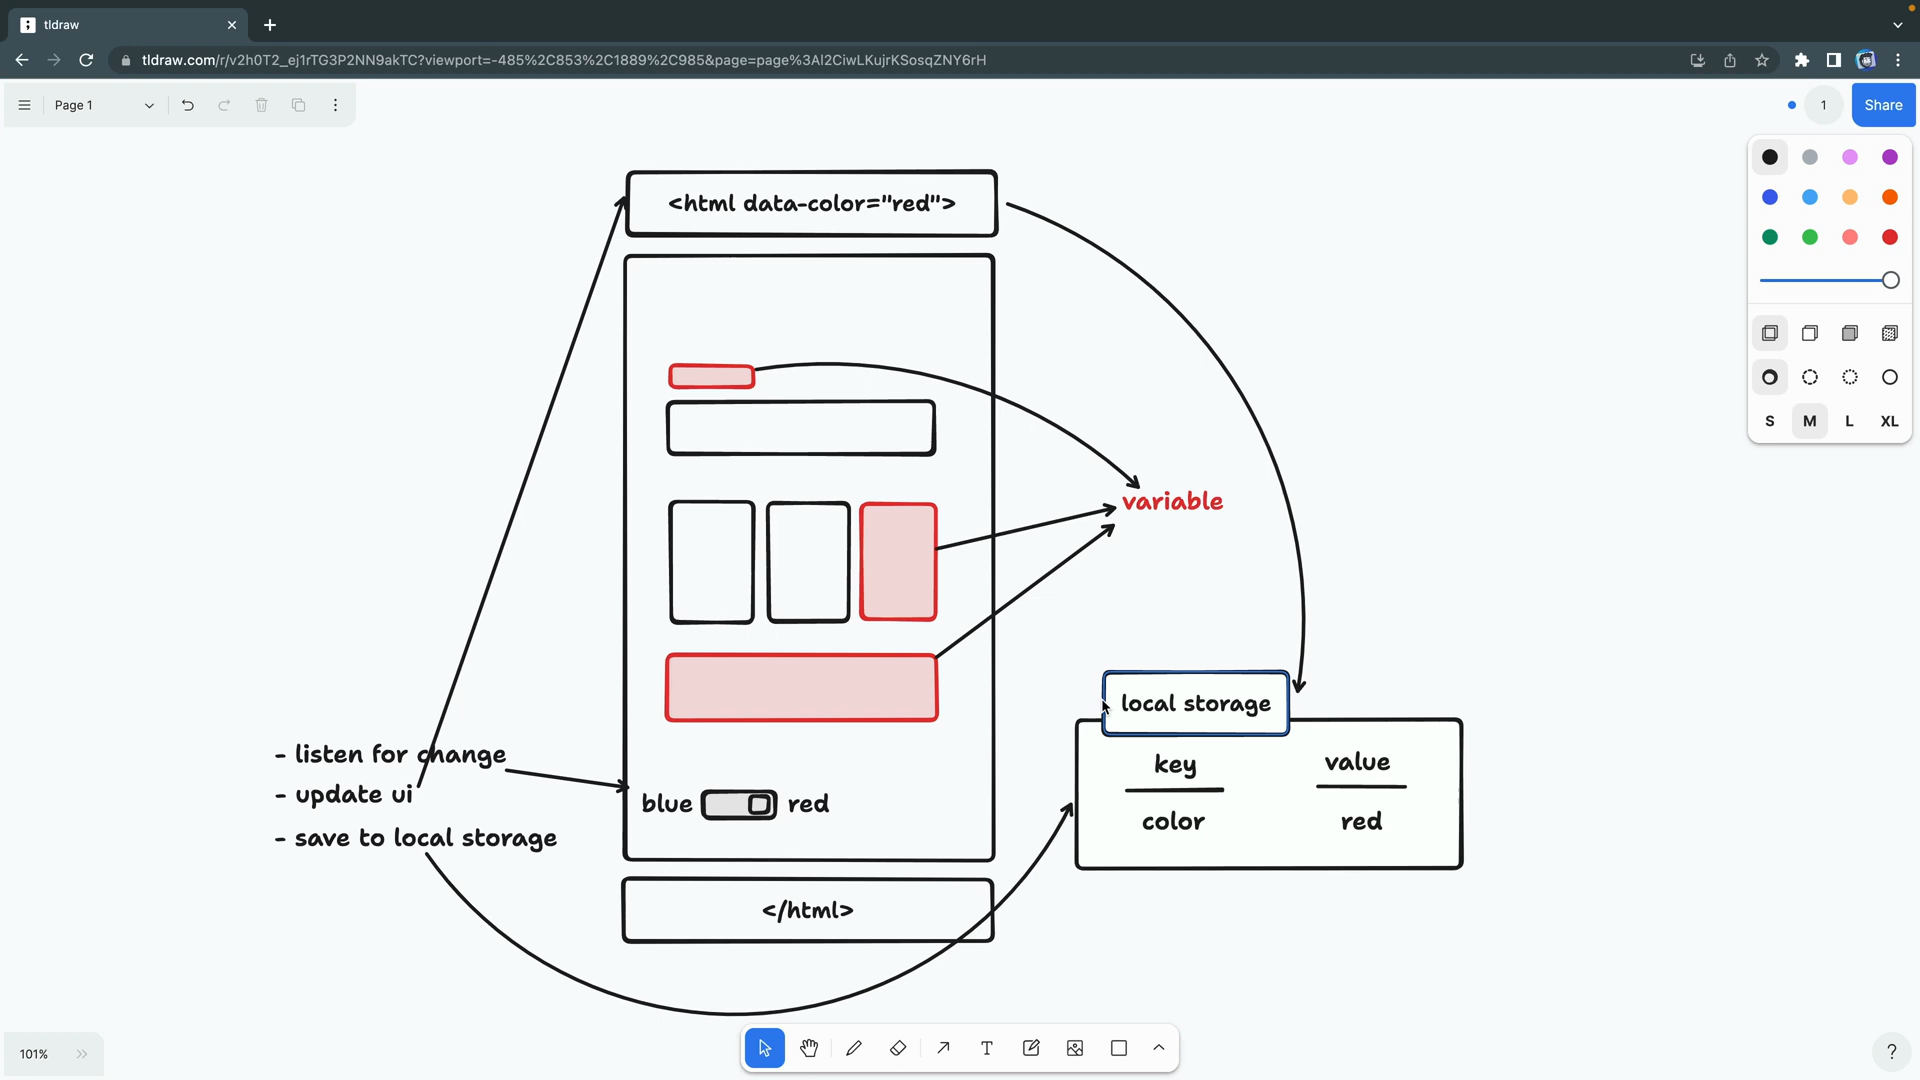 tldraw
tldraw.com/r/v2h0T2_ej1rTG3P2NN9akTC?viewport=-485%2C853%2C1889%2C985&page=page%3Al2CiwLKujrKSosqZNY6rH
Page 1
1
Share
<html data-color="red">
S M L XL
variable
local storage
key value
color red
- listen for change
- update ui
- save to local storage
blue red
</html>
101%
T
?